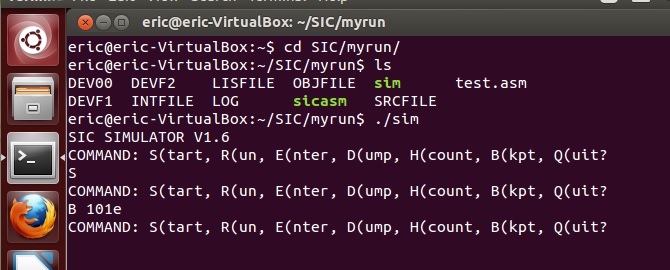 eric@eric-VirtualBox: ~/SIC/myrun
eric@eric-VirtualBox:~$ cd SIC/myrun/
eric@eric-VirtualBox:~/SIC/myrun$ ls
DEV00  DEVF2   LISFILE  OBJFILE  sim      test.asm
DEVF1  INTFILE  LOG      sicasm   SRCFILE
eric@eric-VirtualBox:~/SIC/myrun$ ./sim
SIC SIMULATOR V1.6
COMMAND: S(tart, R(un, E(nter, D(ump, H(count, B(kpt, Q(uit?
S
COMMAND: S(tart, R(un, E(nter, D(ump, H(count, B(kpt, Q(uit?
B 101e
COMMAND: S(tart, R(un, E(nter, D(ump, H(count, B(kpt, Q(uit?